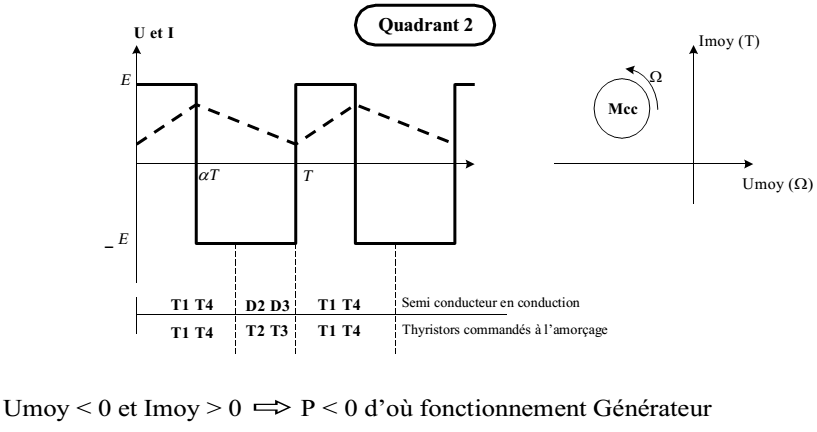 Quadrant 2
U et I
E
αT
T
_ E
T1 T4 D2 D3 T1 T4 Semi conducteur en conduction
T1 T4 T2 T3 T1 T4 Thyristors commandés à l'amorçage
Imoy (T)
Ω
Mcc
Umoy (Ω)
Umoy < 0 et Imoy > 0 ⇨ P < 0 d'où fonctionnement Générateur